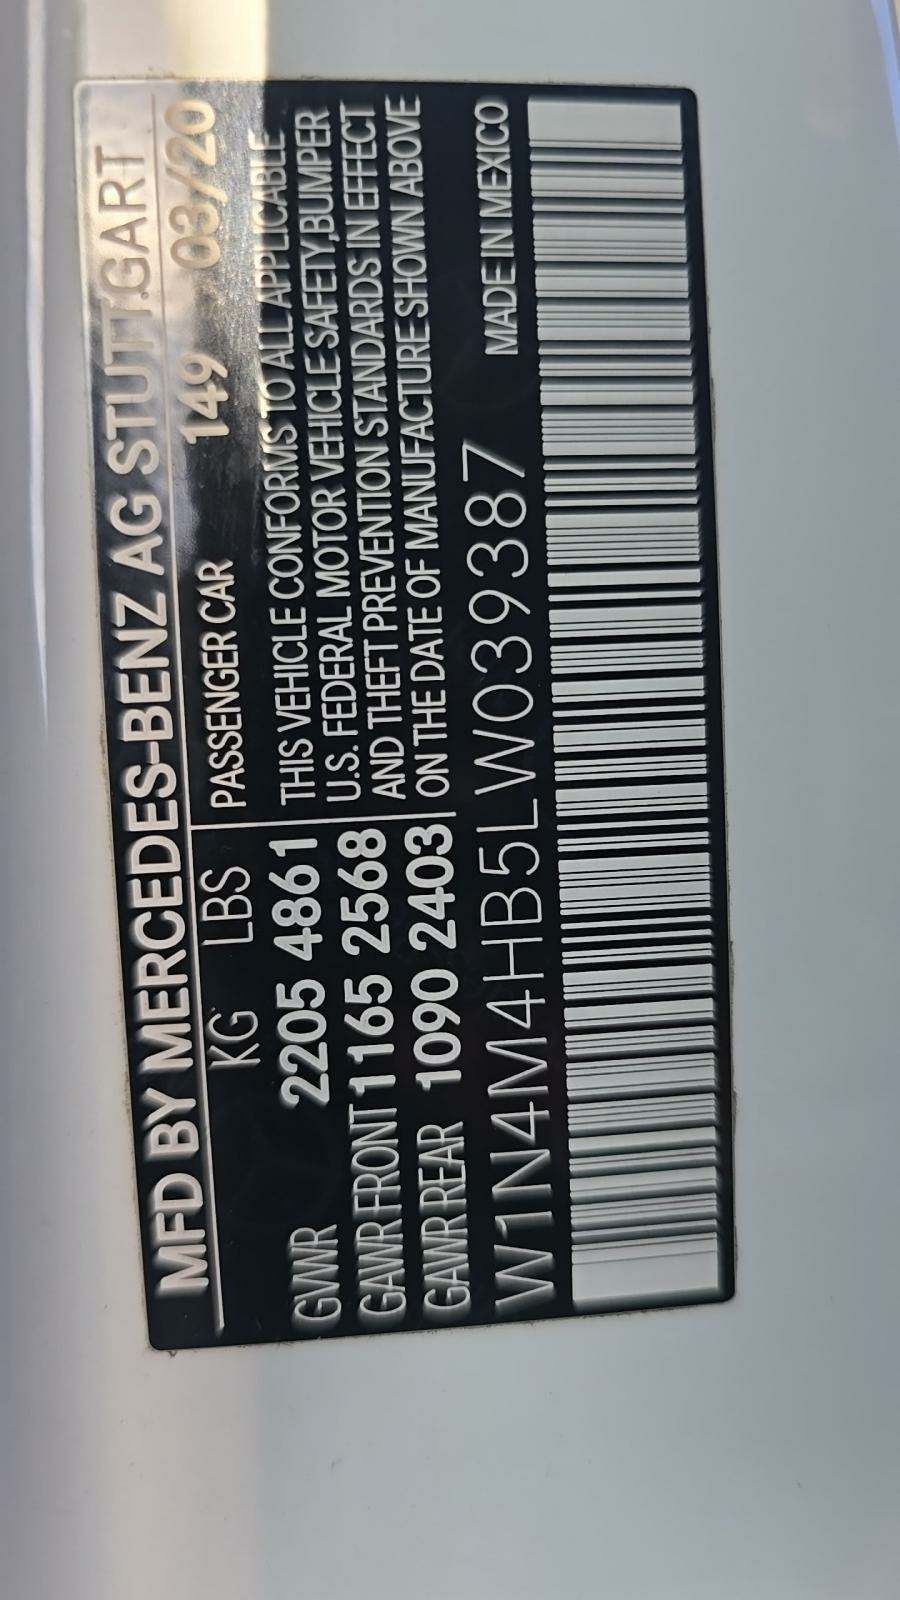 MFD BY MERCEDES-BENZ AG STUTTGART
KG LBS PASSENGER CAR 149 03/20
GVWR 2205 4861 THIS VEHICLE CONFORMS TO ALL APPLICABLE
U.S. FEDERAL MOTOR VEHICLE SAFETY,BUMPER
GAWR FRONT 1165 2568 AND THEFT PREVENTION STANDARDS IN EFFECT
GAWR REAR 1090 2403 ON THE DATE OF MANUFACTURE SHOWN ABOVE
W1N4M4HB5LW039387 MADE IN MEXICO